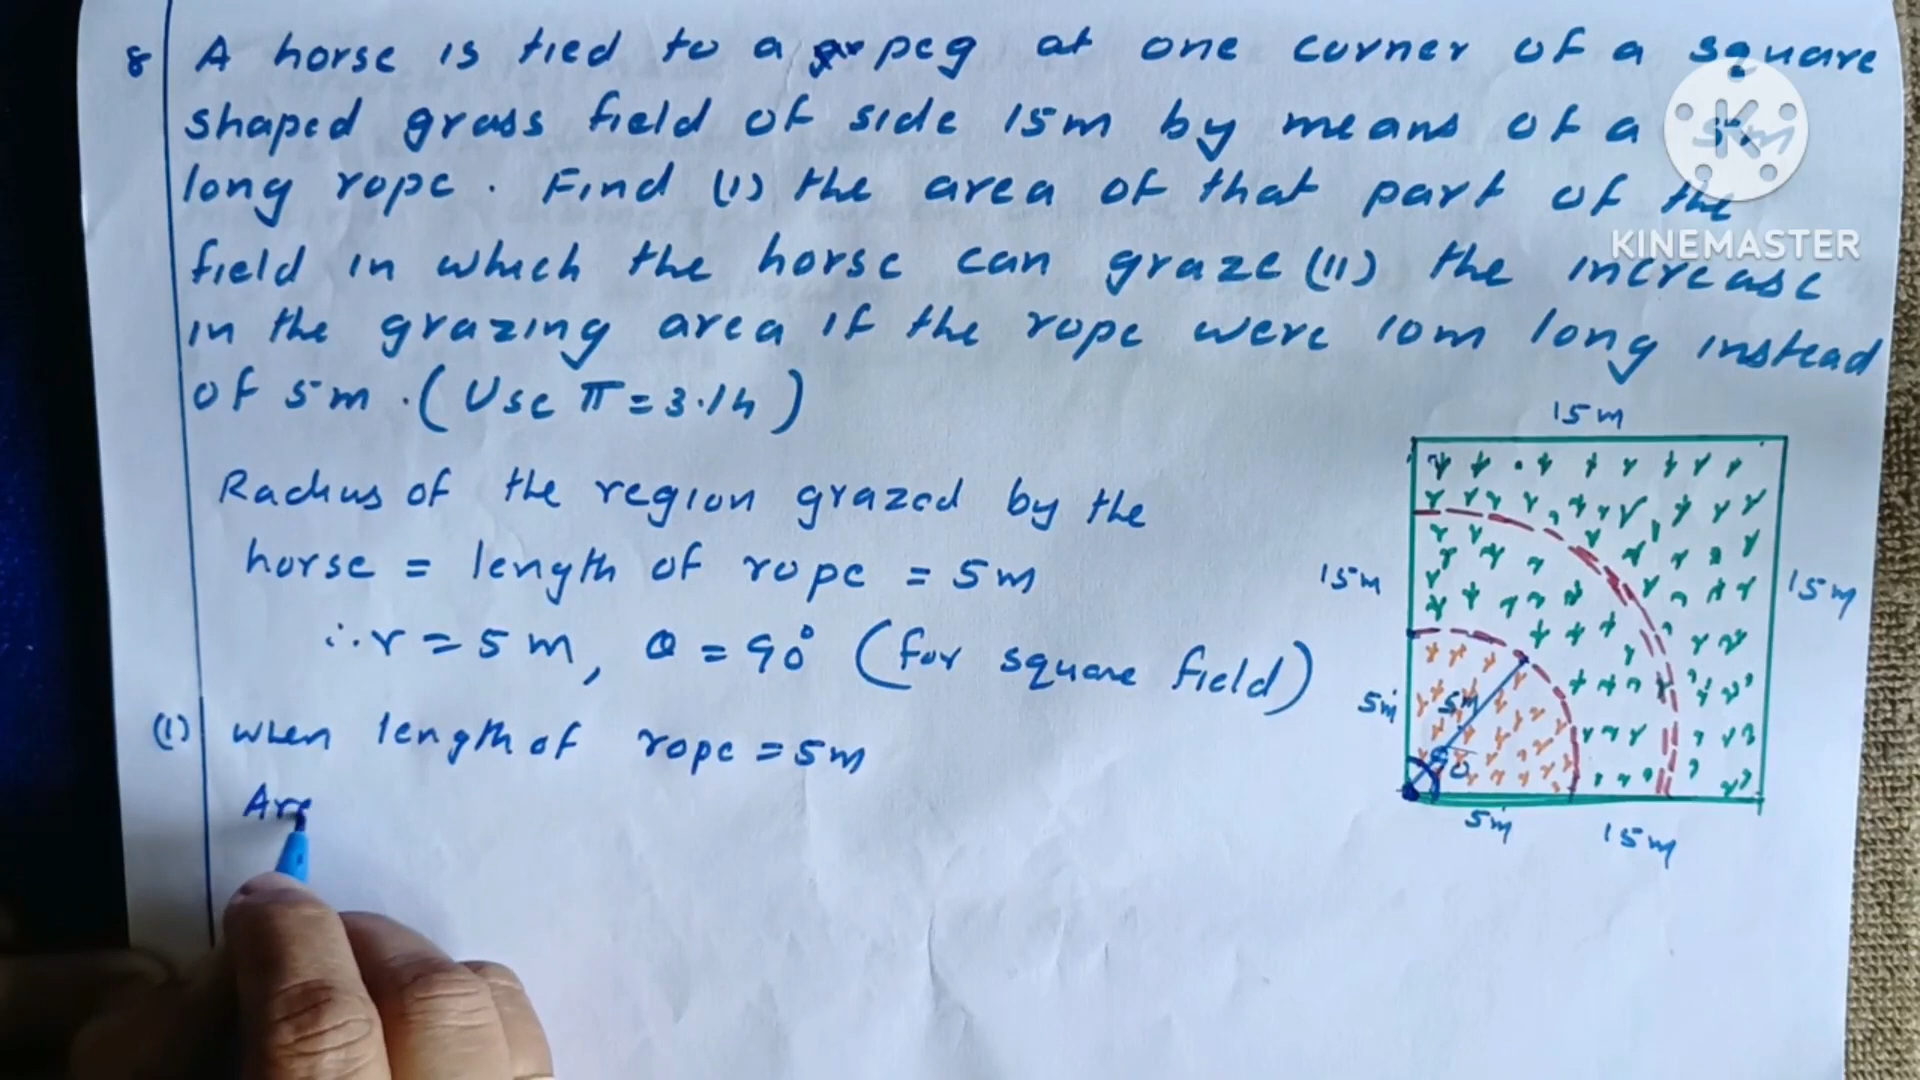 8 A horse is tied to a peg at one corner of a square
shaped grass field of side 15m by means of a 5m
long rope. Find (i) the area of that part of the
field in which the horse can graze (ii) the increase
in the grazing area if the rope were 10m long instead
of 5m. (Use π = 3.14)
KINEMASTER
Radius of the region grazed by the
horse = length of rope = 5m
∴ r = 5m, θ = 90° (for square field)
(i) when length of rope = 5m
Are
15m
15m
15m
5m
5m
θ
5m
15m